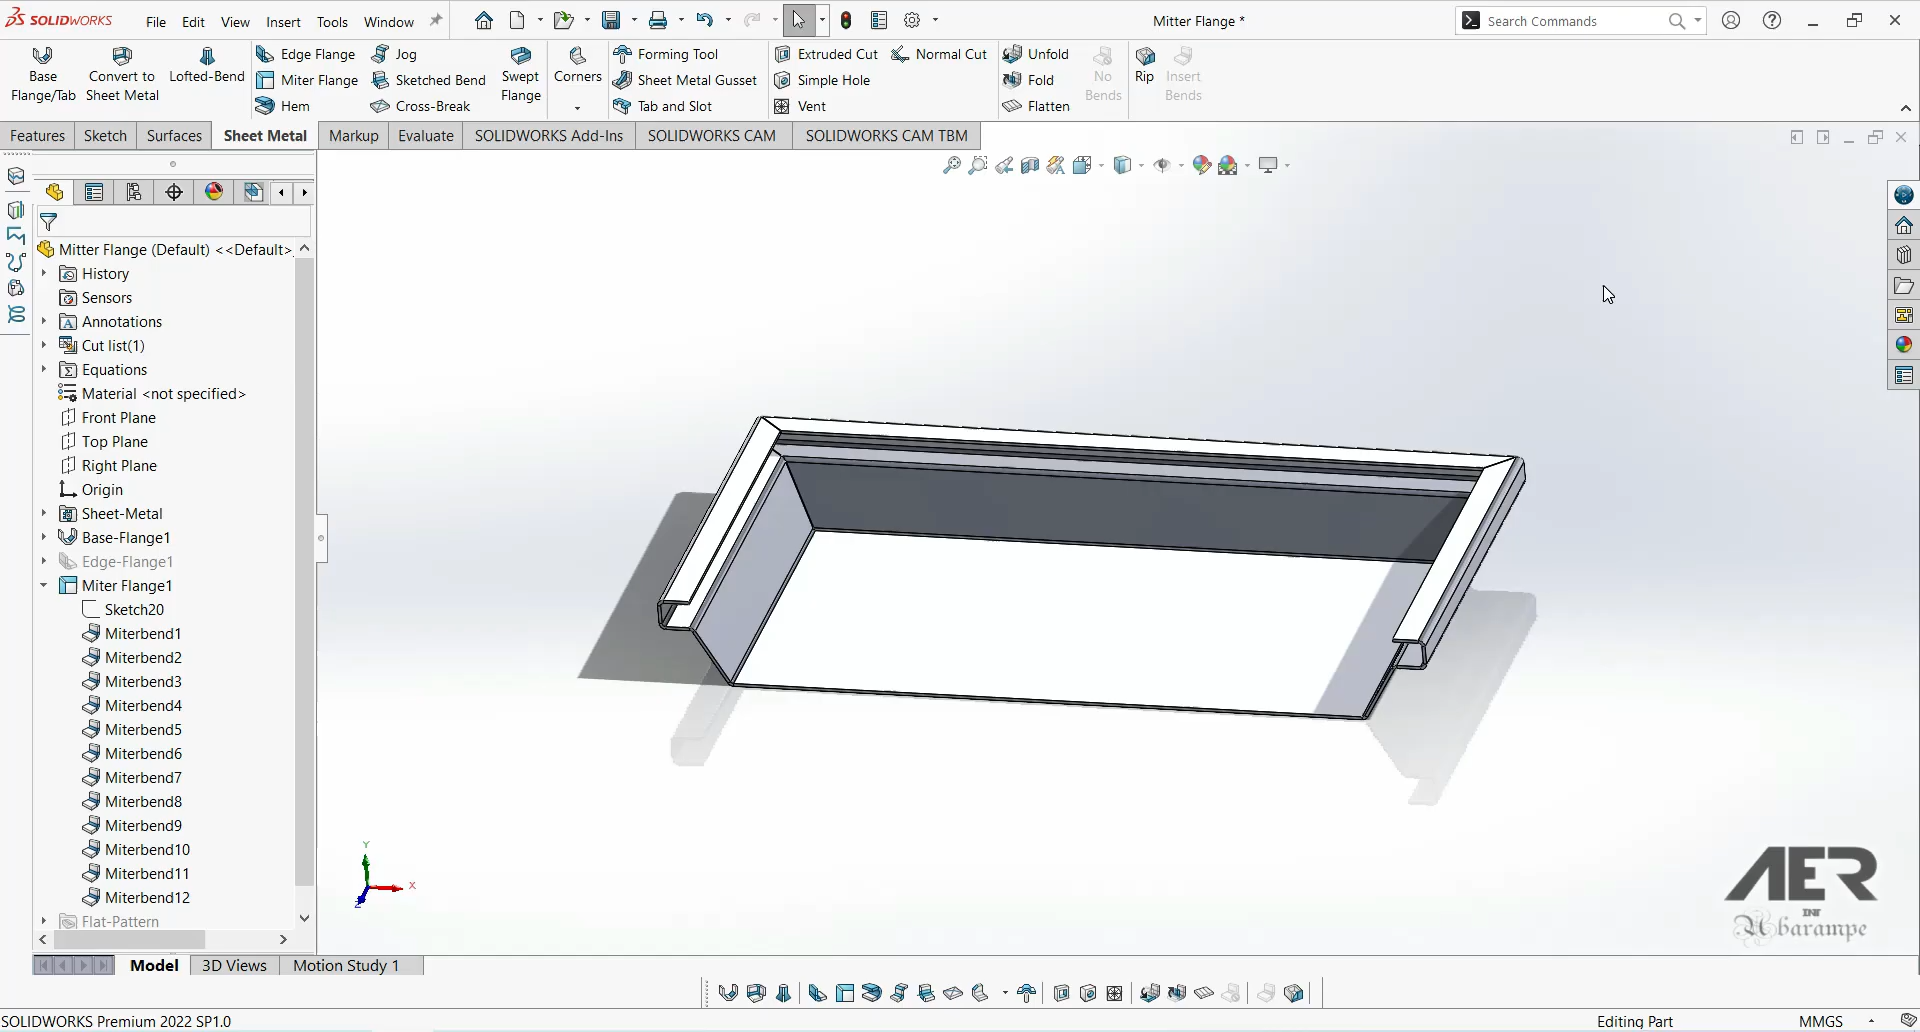 SOLIDWORKS File Edit View Insert Tools Window Mitter Flange * Search Commands
Base Flange/Tab
Convert to Sheet Metal
Lofted-Bend
Edge Flange
Miter Flange
Hem
Jog
Sketched Bend
Cross-Break
Swept Flange
Corners
Forming Tool
Sheet Metal Gusset
Tab and Slot
Extruded Cut
Simple Hole
Vent
Normal Cut
Unfold
Fold
Flatten
No Bends
Rip
Insert Bends
Features Sketch Surfaces Sheet Metal Markup Evaluate SOLIDWORKS Add-Ins SOLIDWORKS CAM SOLIDWORKS CAM TBM
Mitter Flange (Default) <<Default>
History
Sensors
Annotations
Cut list(1)
Equations
Material <not specified>
Front Plane
Top Plane
Right Plane
Origin
Sheet-Metal
Base-Flange1
Edge-Flange1
Miter Flange1
Sketch20
Miterbend1
Miterbend2
Miterbend3
Miterbend4
Miterbend5
Miterbend6
Miterbend7
Miterbend8
Miterbend9
Miterbend10
Miterbend11
Miterbend12
Flat-Pattern
Y
X
Z
AER
INT
Abarampe
Model 3D Views Motion Study 1
SOLIDWORKS Premium 2022 SP1.0 Editing Part MMGS